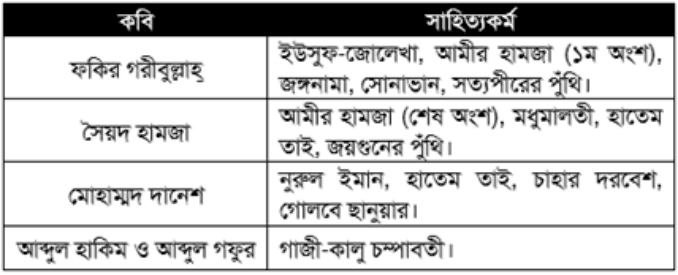 কবি সাহিত্যকর্ম
ফকির গরীবুল্লাহ্ ইউসুফ-জোলেখা, আমীর হামজা (১ম অংশ),
জঙ্গনামা, সোনাভান, সত্যপীরের পুঁথি।
সৈয়দ হামজা আমীর হামজা (শেষ অংশ), মধুমালতী, হাতেম
তাই, জয়গুনের পুঁথি।
মোহাম্মদ দানেশ নুরুল ইমান, হাতেম তাই, চাহার দরবেশ,
গোলবে ছানুয়ার।
আব্দুল হাকিম ও আব্দুল গফুর গাজী-কালু চম্পাবতী।